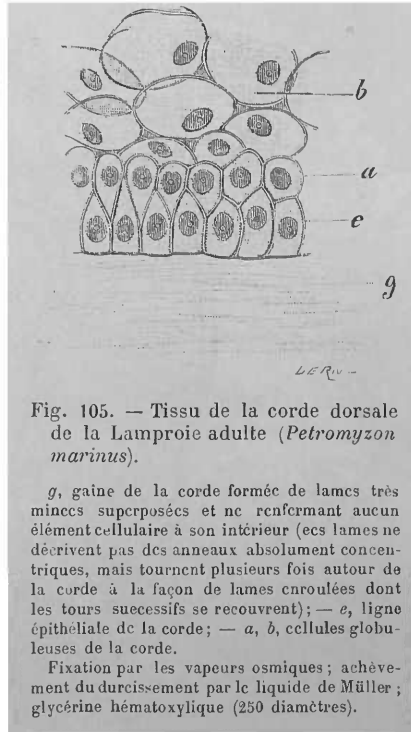 b
a
e
g
Fig. 105. — Tissu de la corde dorsale
de la Lamproie adulte (Petromyzon
marinus).
g, gaîne de la corde formée de lames très
minces superposées et ne renfermant aucun
élément cellulaire à son intérieur (ces lames ne
décrivent pas des anneaux absolument concen-
triques, mais tournent plusieurs fois autour de
la corde à la façon de lames enroulées dont
les tours successifs se recouvrent) ; — e, ligne
épithéliale de la corde ; — a, b, cellules globu-
leuses de la corde.
Fixation par les vapeurs osmiques ; achève-
ment du durcissement par le liquide de Müller ;
glycérine hématoxylique (250 diamètres).